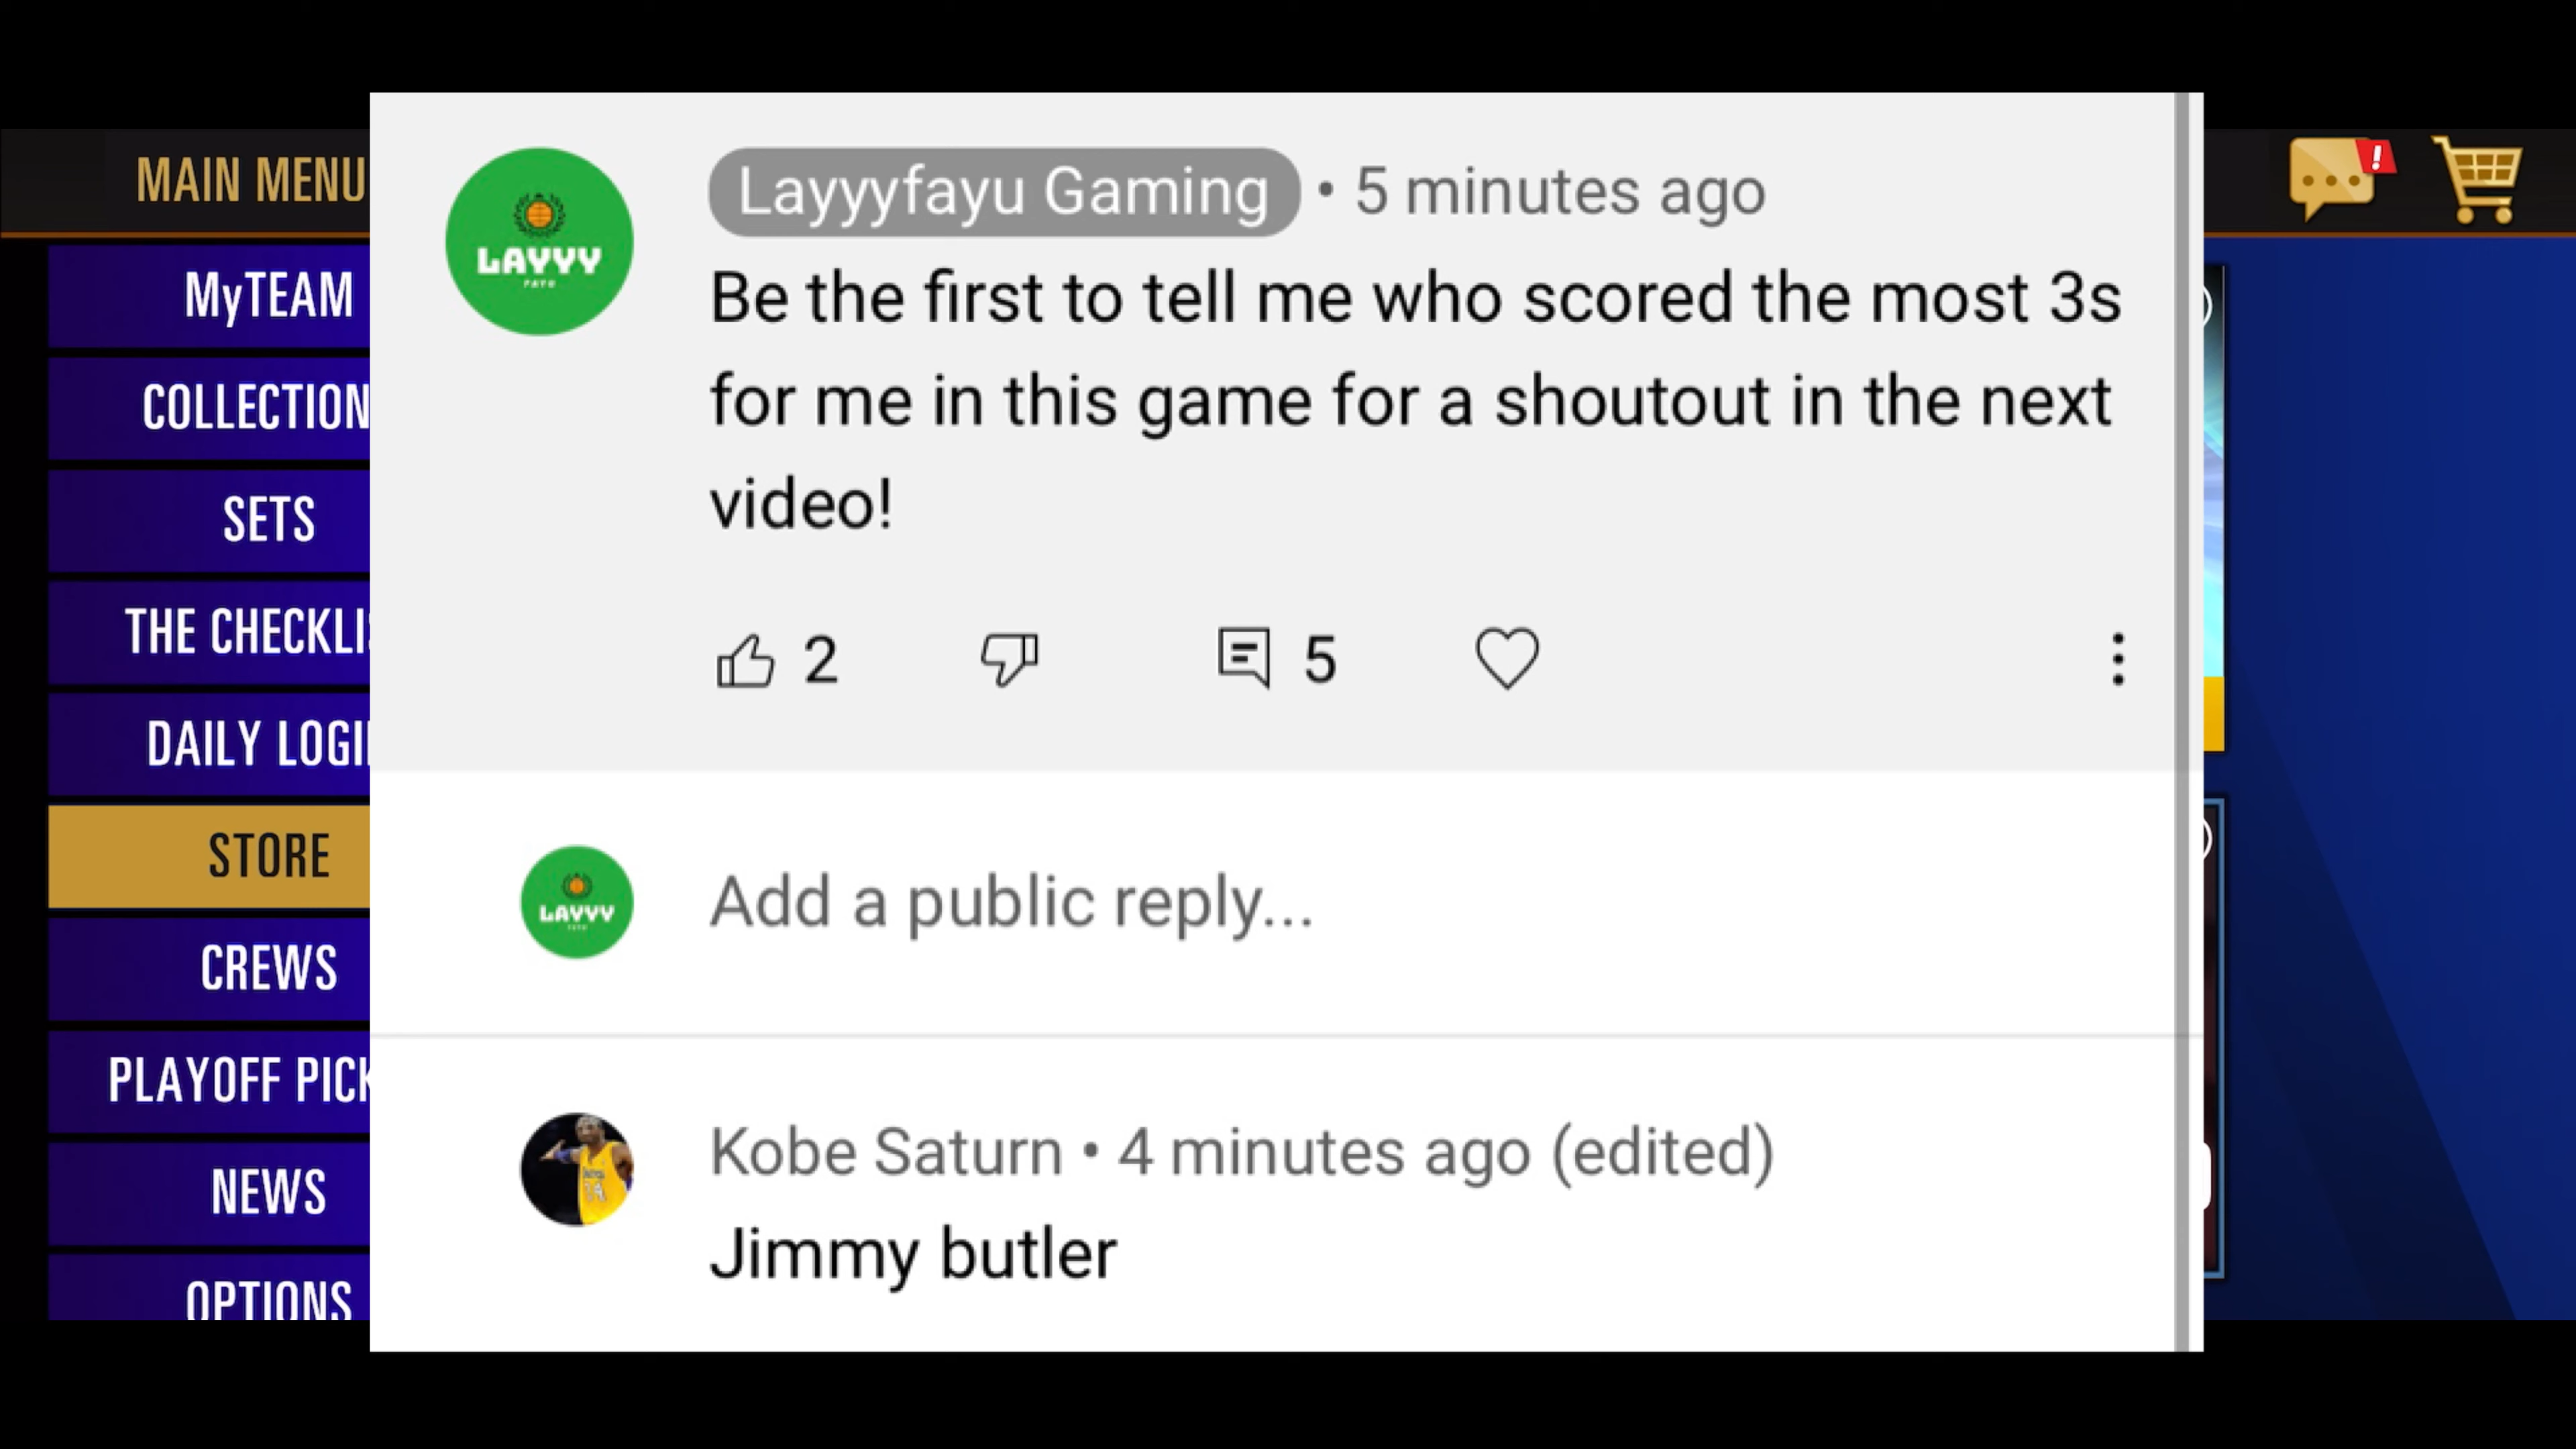 MAIN MENU
MyTEAM
COLLECTION
SETS
THE CHECKLI
DAILY LOGI
STORE
CREWS
PLAYOFF PICK
NEWS
OPTIONS
LAYYY
FAYU
Layyyfayu Gaming • 5 minutes ago
Be the first to tell me who scored the most 3s
for me in this game for a shoutout in the next
video!
2
5
LAYYY
FAYU
Add a public reply...
Kobe Saturn • 4 minutes ago (edited)
Jimmy butler